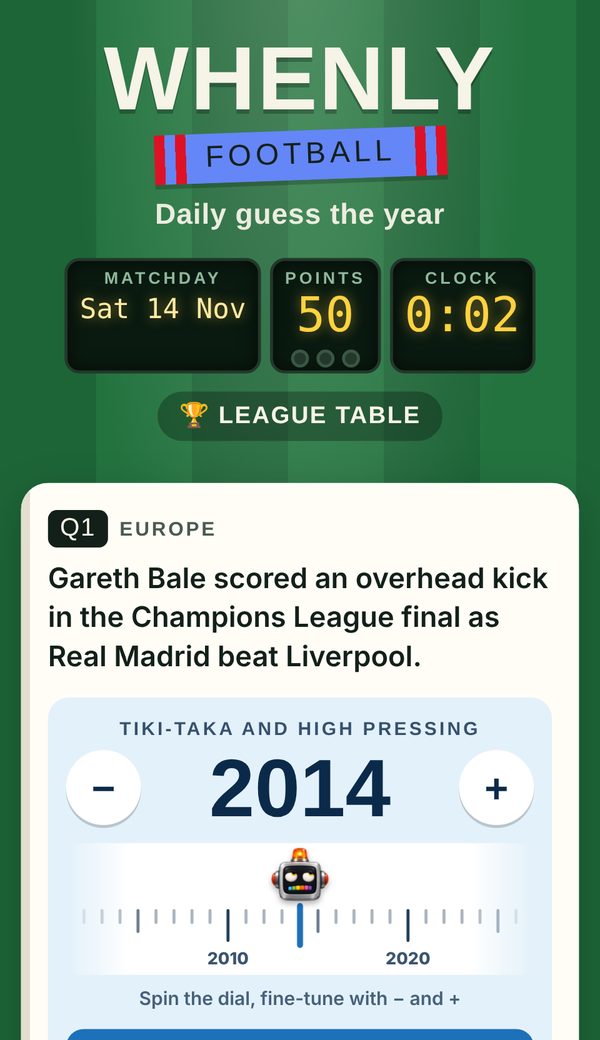 WHENLY
FOOTBALL
Daily guess the year
MATCHDAY
Sat 14 Nov
POINTS
50
CLOCK
0:02
🏆 LEAGUE TABLE
Q1 EUROPE
Gareth Bale scored an overhead kick
in the Champions League final as
Real Madrid beat Liverpool.
TIKI-TAKA AND HIGH PRESSING
− 2014 +
2010 2020
Spin the dial, fine-tune with − and +